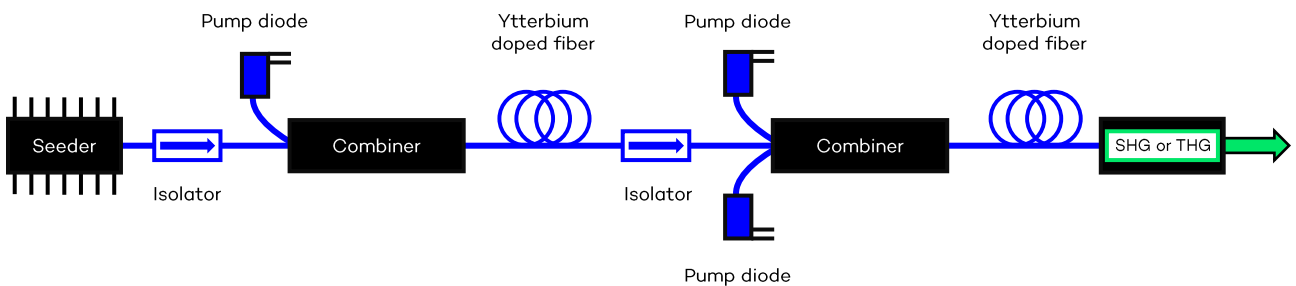 Pump diode
Ytterbium
doped fiber
Pump diode
Ytterbium
doped fiber
Seeder
Combiner
Combiner
SHG or THG
Isolator
Isolator
Pump diode